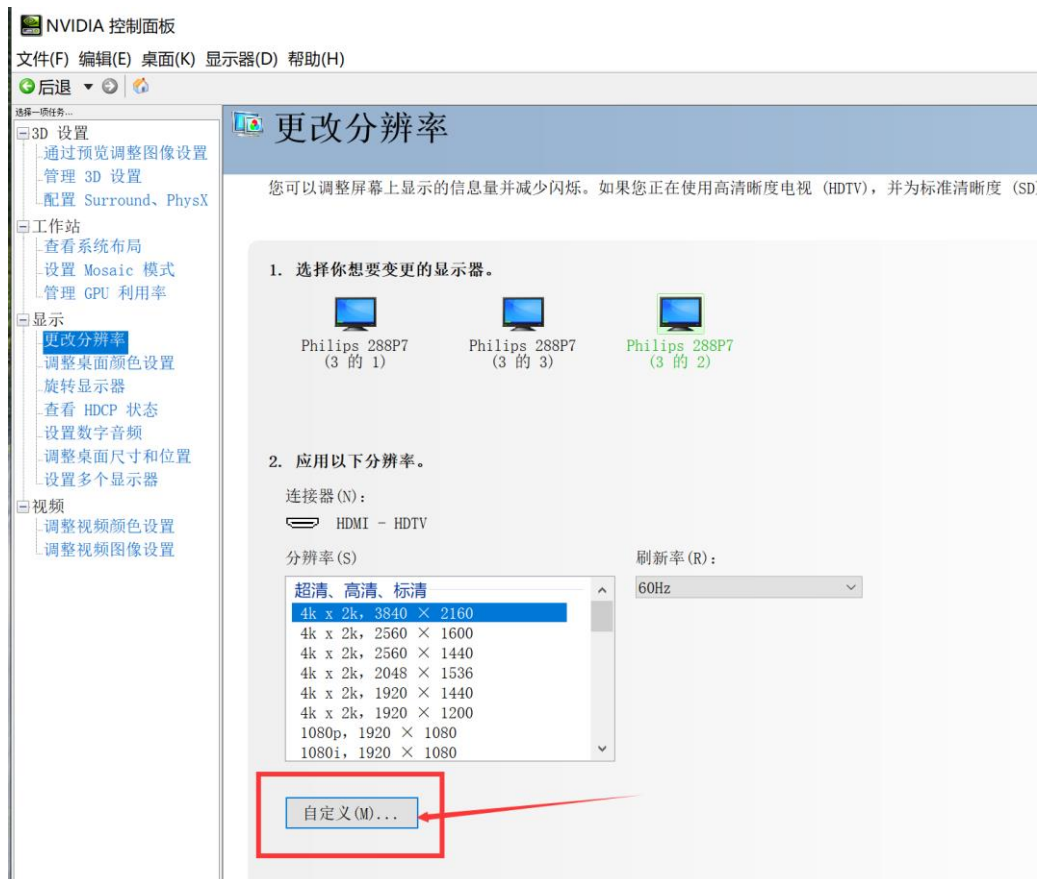 NVIDIA 控制面板
文件(F) 编辑(E) 桌面(K) 显示器(D) 帮助(H)
后退
选择一项任务...
3D 设置
通过预览调整图像设置
管理 3D 设置
配置 Surround、PhysX
工作站
查看系统布局
设置 Mosaic 模式
管理 GPU 利用率
显示
更改分辨率
调整桌面颜色设置
旋转显示器
查看 HDCP 状态
设置数字音频
调整桌面尺寸和位置
设置多个显示器
视频
调整视频颜色设置
调整视频图像设置
更改分辨率
您可以调整屏幕上显示的信息量并减少闪烁。如果您正在使用高清晰度电视 (HDTV)，并为标准清晰度 (SD
1. 选择你想要变更的显示器。
Philips 288P7
(3 的 1)
Philips 288P7
(3 的 3)
Philips 288P7
(3 的 2)
2. 应用以下分辨率。
连接器(N)：
HDMI - HDTV
分辨率(S)
刷新率(R)：
超清、高清、标清
60Hz
4k x 2k，3840 × 2160
4k x 2k，2560 × 1600
4k x 2k，2560 × 1440
4k x 2k，2048 × 1536
4k x 2k，1920 × 1440
4k x 2k，1920 × 1200
1080p，1920 × 1080
1080i，1920 × 1080
自定义(M)...